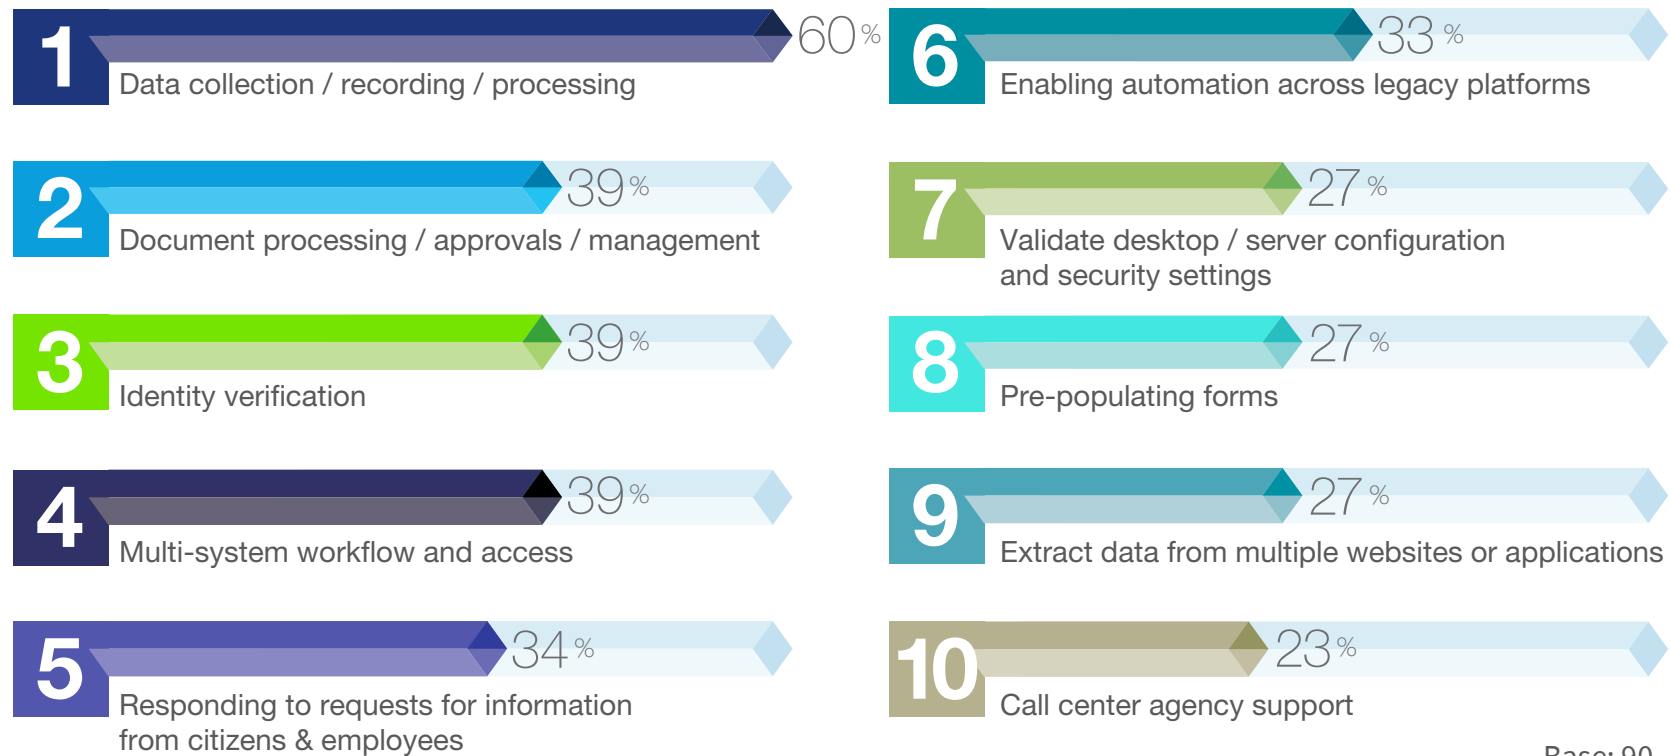 1
60%
Data collection / recording / processing
2
39%
Document processing / approvals / management
3
39%
Identity verification
4
39%
Multi-system workflow and access
5
34%
Responding to requests for information
from citizens & employees
6
33%
Enabling automation across legacy platforms
7
27%
Validate desktop / server configuration
and security settings
8
27%
Pre-populating forms
9
27%
Extract data from multiple websites or applications
10
23%
Call center agency support
Base: 90